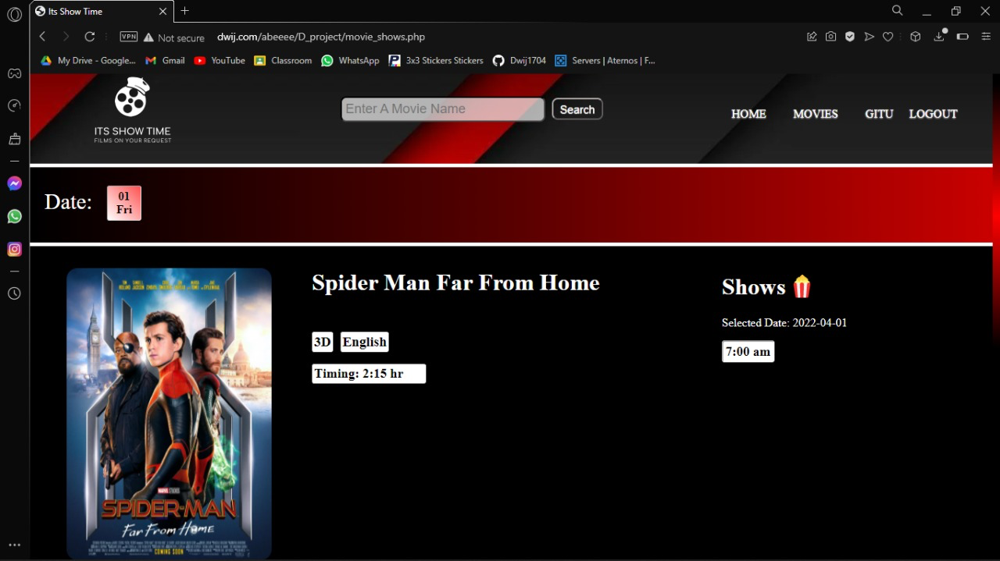 Its Show Time
VPN Not secure dwij.com/abeeee/D_project/movie_shows.php
My Drive - Google... Gmail YouTube Classroom WhatsApp 3x3 Stickers Stickers Dwij1704 Servers | Aternos | F...
ITS SHOW TIME
FILMS ON YOUR REQUEST
Enter A Movie Name Search
HOME MOVIES GITU LOGOUT
Date: 01
Fri
Spider Man Far From Home
3D English
Timing: 2:15 hr
Shows
Selected Date: 2022-04-01
7:00 am
MARVEL STUDIOS
SPIDER-MAN
Far From Home
COMING SOON